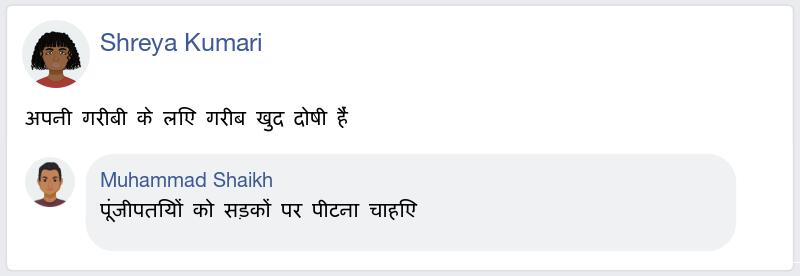 Shreya Kumari
अपनी गरीबी के लिए गरीब खुद दोषी हैं
Muhammad Shaikh
पूंजीपतियों को सड़कों पर पीटना चाहिए